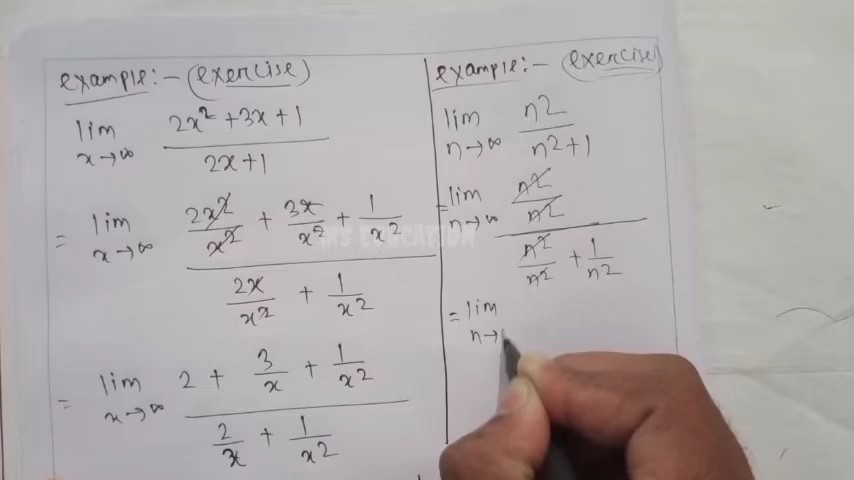 example:- (exercise)
lim x→∞ 2x² + 3x + 1 / 2x + 1
= lim x→∞ 2x²/x² + 3x/x² + 1/x² / 2x/x² + 1/x²
= lim x→∞ 2 + 3/x + 1/x² / 2/x + 1/x²
example:- (exercise)
lim n→∞ n2 / n2 + 1
= lim n→∞ n2/n2 / n2/n2 + 1/n2
= lim n→
MS EDUCATION